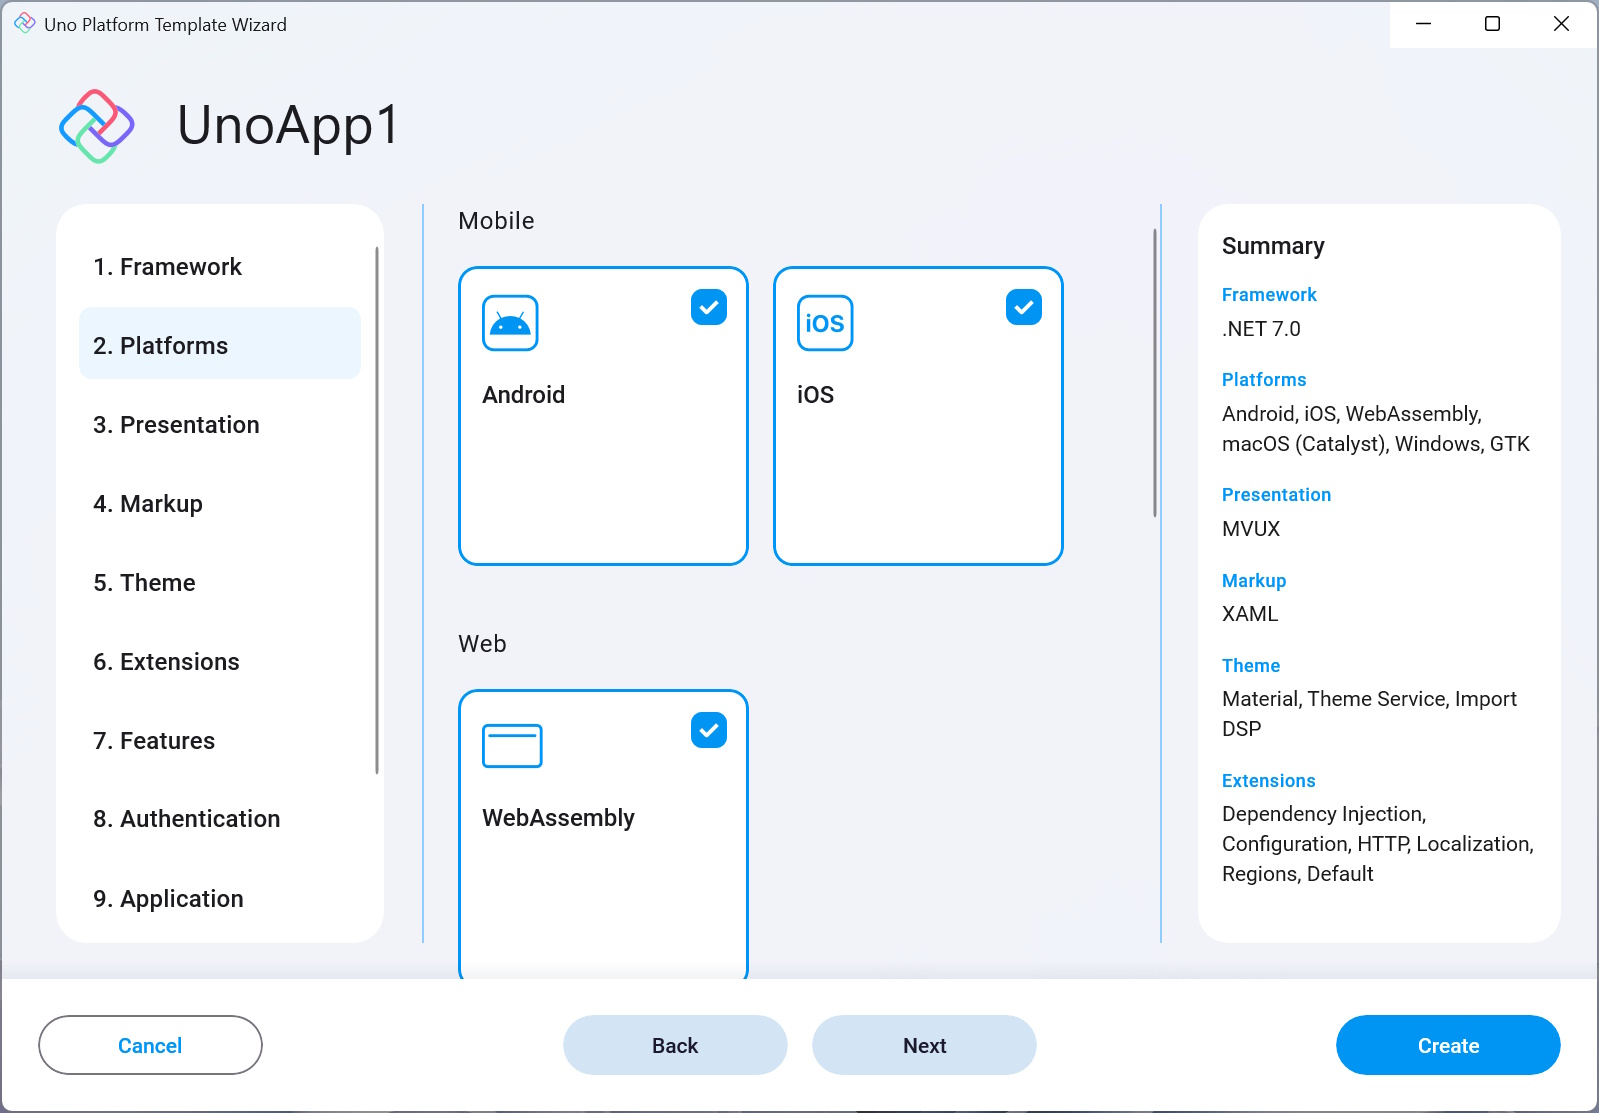 Uno Platform Template Wizard
UnoApp1
1. Framework
2. Platforms
3. Presentation
4. Markup
5. Theme
6. Extensions
7. Features
8. Authentication
9. Application
Mobile
Android
iOS
iOS
Web
WebAssembly
Summary
Framework
.NET 7.0
Platforms
Android, iOS, WebAssembly,
macOS (Catalyst), Windows, GTK
Presentation
MVUX
Markup
XAML
Theme
Material, Theme Service, Import
DSP
Extensions
Dependency Injection,
Configuration, HTTP, Localization,
Regions, Default
Cancel
Back
Next
Create